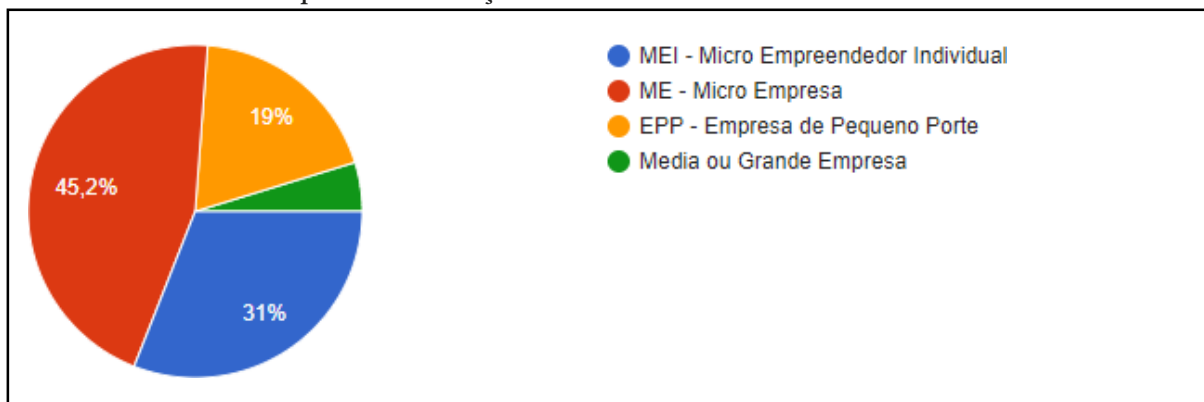 MEI - Micro Empreendedor Individual
ME - Micro Empresa
EPP - Empresa de Pequeno Porte
Media ou Grande Empresa
19%
45,2%
31%